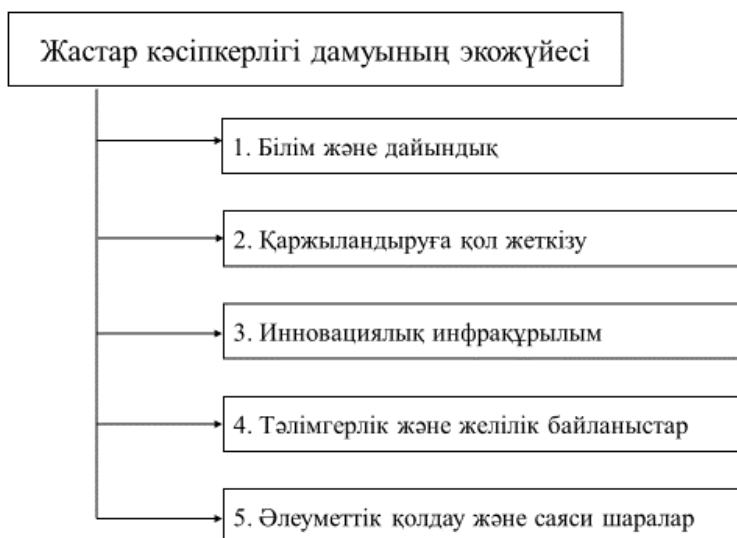 Жастар кәсіпкерлігі дамуының экожүйесі
1. Білім және дайындық
2. Қаржыландыруға қол жеткізу
3. Инновациялық инфрақұрылым
4. Тәлімгерлік және желілік байланыстар
5. Әлеуметтік қолдау және саяси шаралар